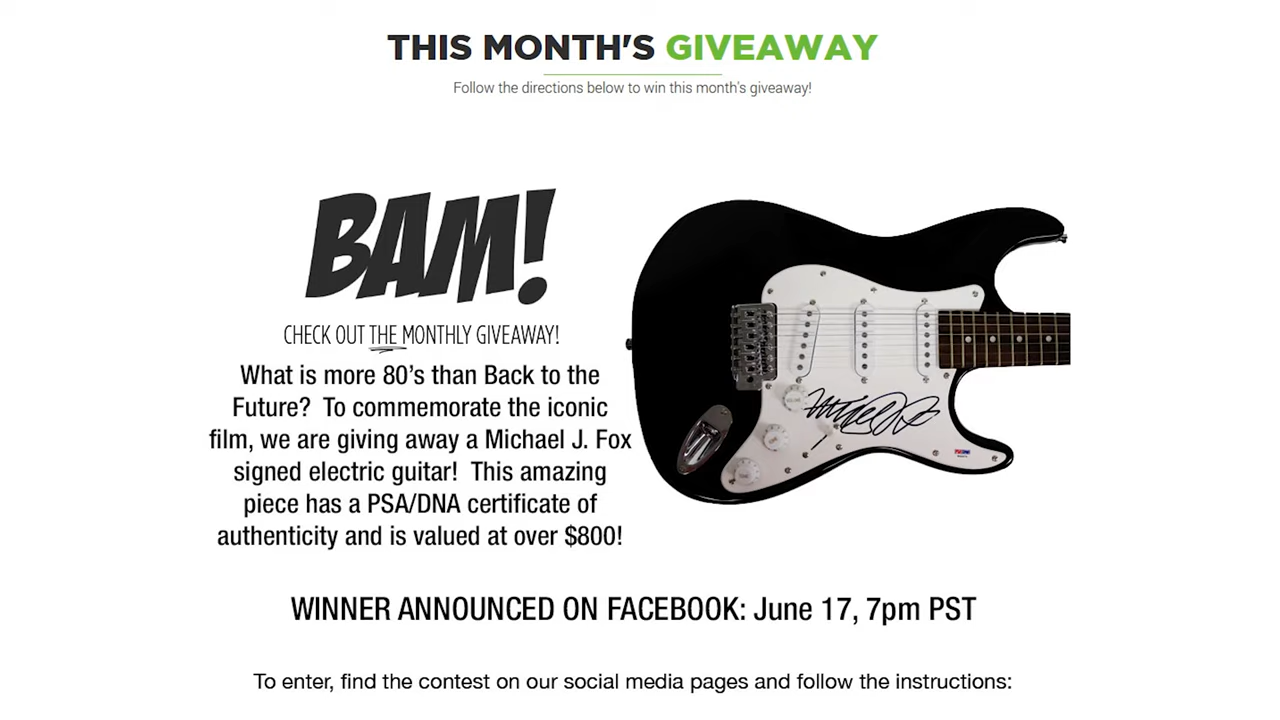 THIS MONTH'S GIVEAWAY
Follow the directions below to win this month's giveaway!
BAM!
CHECK OUT THE MONTHLY GIVEAWAY!
What is more 80's than Back to the
Future? To commemorate the iconic
film, we are giving away a Michael J. Fox
signed electric guitar! This amazing
piece has a PSA/DNA certificate of
authenticity and is valued at over $800!
WINNER ANNOUNCED ON FACEBOOK: June 17, 7pm PST
To enter, find the contest on our social media pages and follow the instructions: